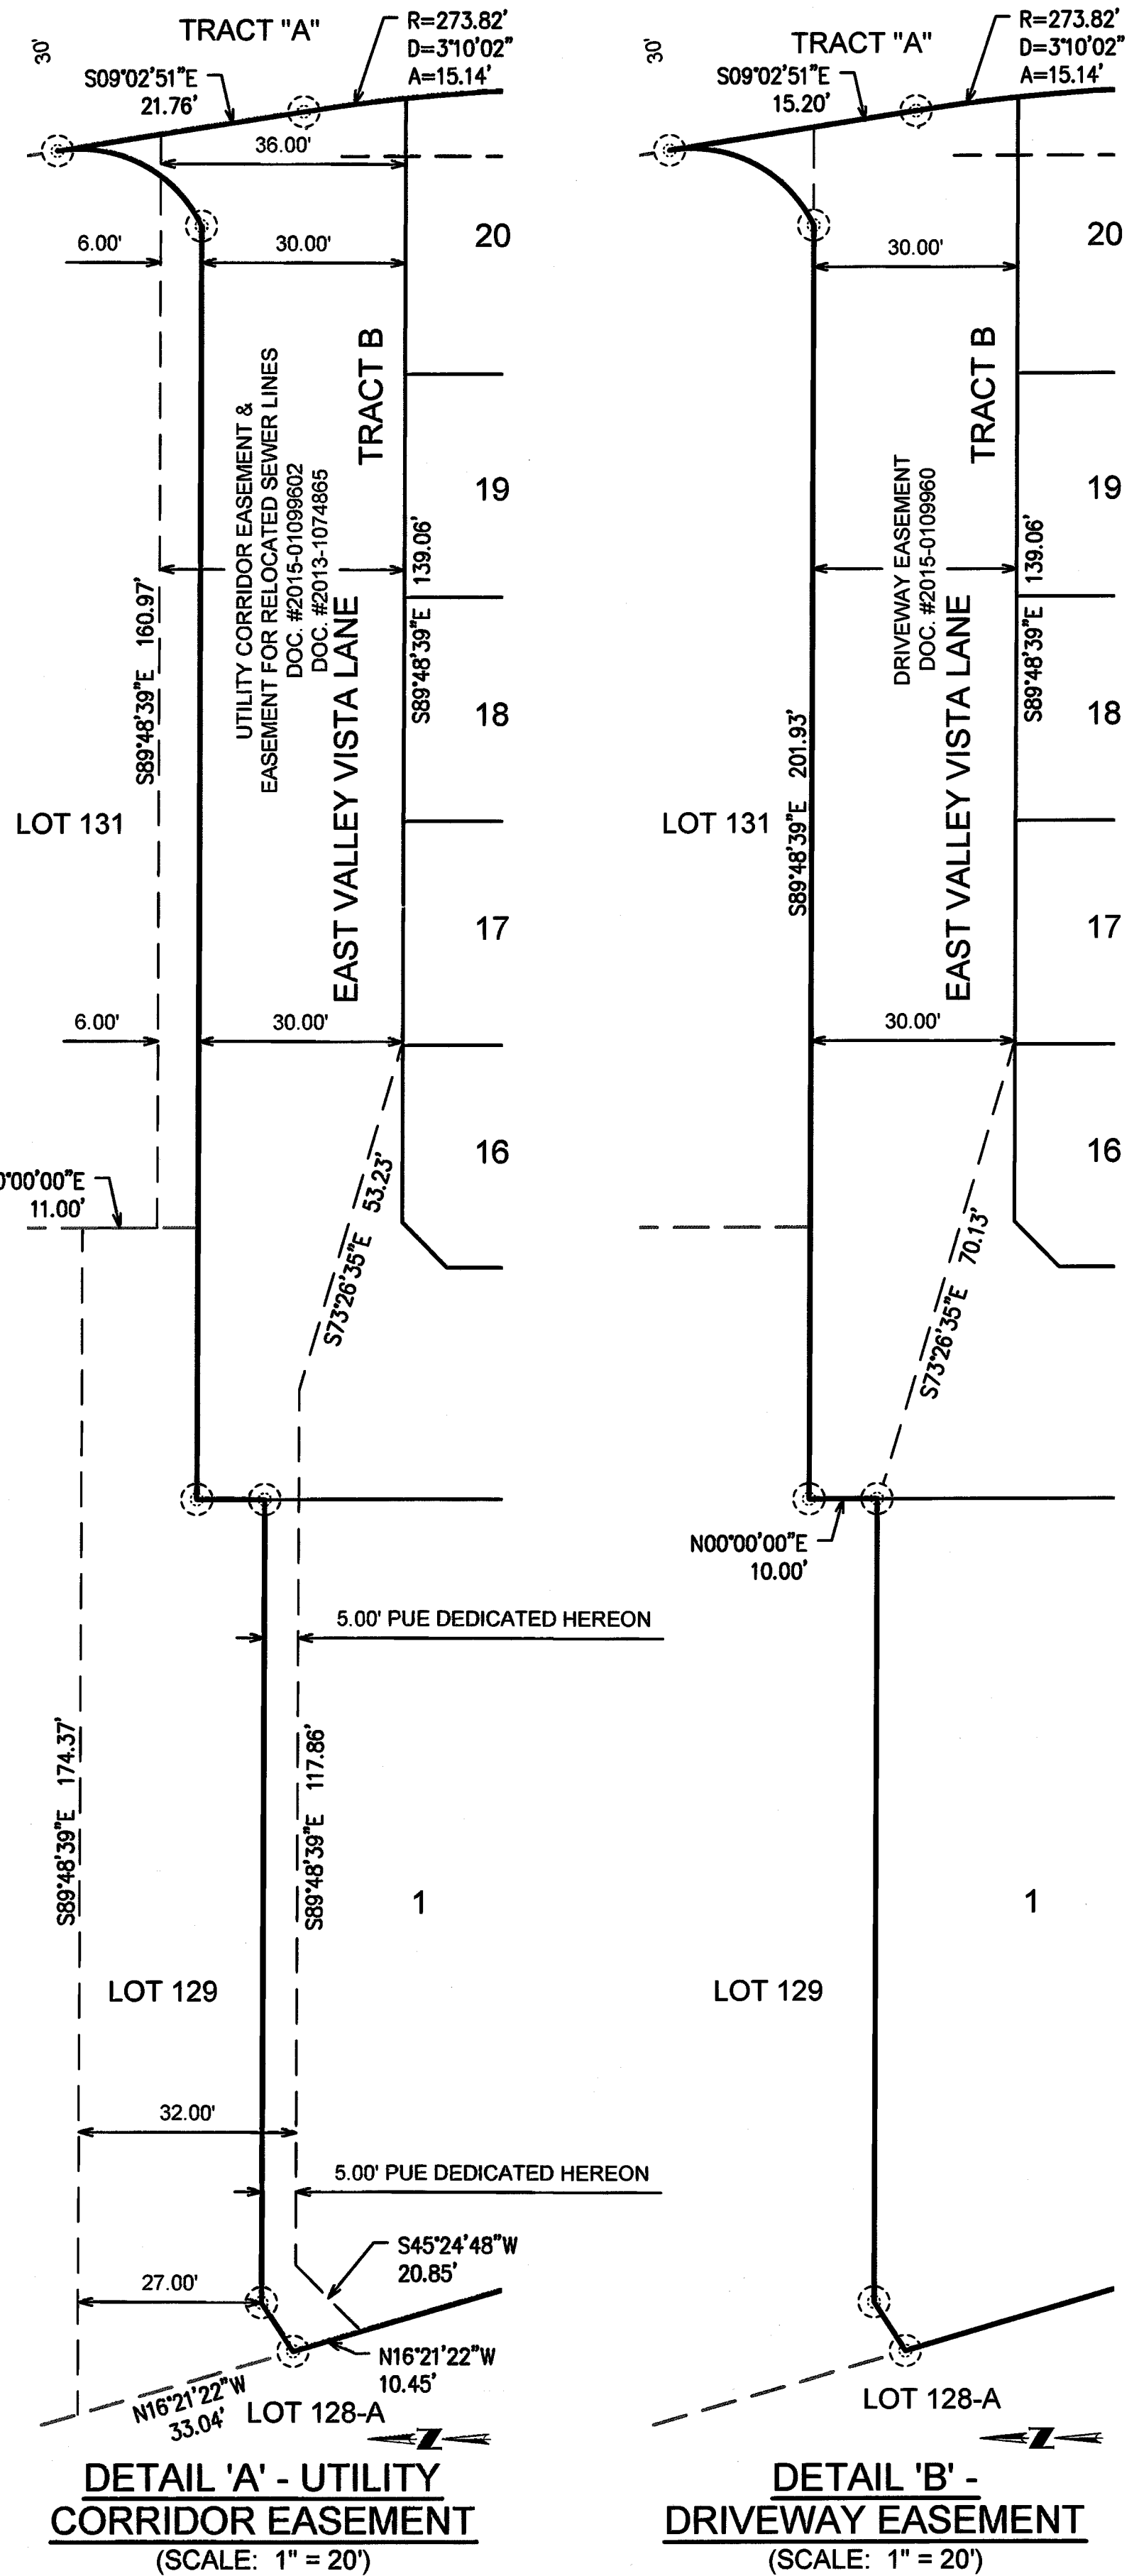 30'
TRACT "A"
R=273.82'
D=3°10'02"
A=15.14'
S09°02'51"E
21.76'
36.00'
6.00'
30.00'
20
TRACT B
UTILITY CORRIDOR EASEMENT &
EASEMENT FOR RELOCATED SEWER LINES
DOC. #2015-01099602
DOC. #2013-1074865
EAST VALLEY VISTA LANE
19
S89°48'39"E 139.06'
S89°48'39"E 160.97'
18
LOT 131
17
6.00'
30.00'
0°00'00"E
11.00'
16
S73°26'35"E 53.23'
5.00' PUE DEDICATED HEREON
S89°48'39"E 174.37'
S89°48'39"E 117.86'
1
LOT 129
32.00'
5.00' PUE DEDICATED HEREON
S45°24'48"W
20.85'
27.00'
N16°21'22"W
10.45'
N16°21'22"W
33.04'
LOT 128-A
Z
DETAIL 'A' - UTILITY
CORRIDOR EASEMENT
(SCALE: 1" = 20')
30'
TRACT "A"
R=273.82'
D=3°10'02"
A=15.14'
S09°02'51"E
15.20'
30.00'
20
TRACT B
DRIVEWAY EASEMENT
DOC. #2015-0109960
EAST VALLEY VISTA LANE
19
S89°48'39"E 139.06'
18
S89°48'39"E 201.93'
LOT 131
17
30.00'
16
S73°26'35"E 70.13'
N00°00'00"E
10.00'
1
LOT 129
LOT 128-A
Z
DETAIL 'B' -
DRIVEWAY EASEMENT
(SCALE: 1" = 20')